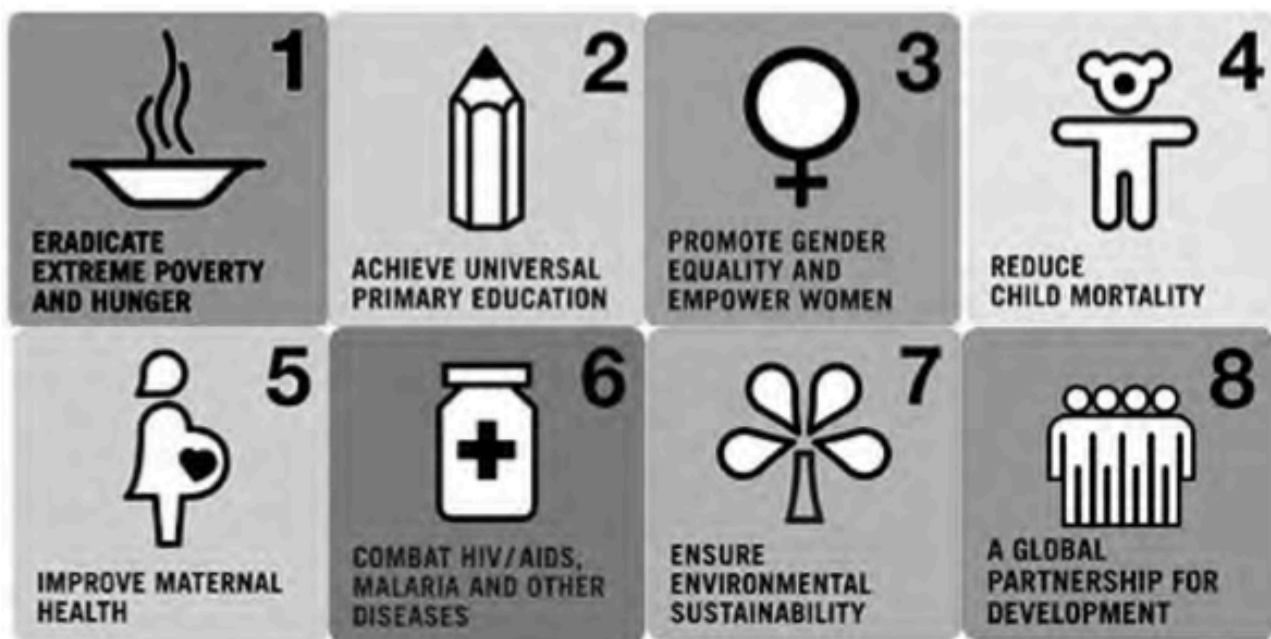 1
ERADICATE
EXTREME POVERTY
AND HUNGER
2
ACHIEVE UNIVERSAL
PRIMARY EDUCATION
3
PROMOTE GENDER
EQUALITY AND
EMPOWER WOMEN
4
REDUCE
CHILD MORTALITY
5
IMPROVE MATERNAL
HEALTH
6
COMBAT HIV/AIDS,
MALARIA AND OTHER
DISEASES
7
ENSURE
ENVIRONMENTAL
SUSTAINABILITY
8
A GLOBAL
PARTNERSHIP FOR
DEVELOPMENT